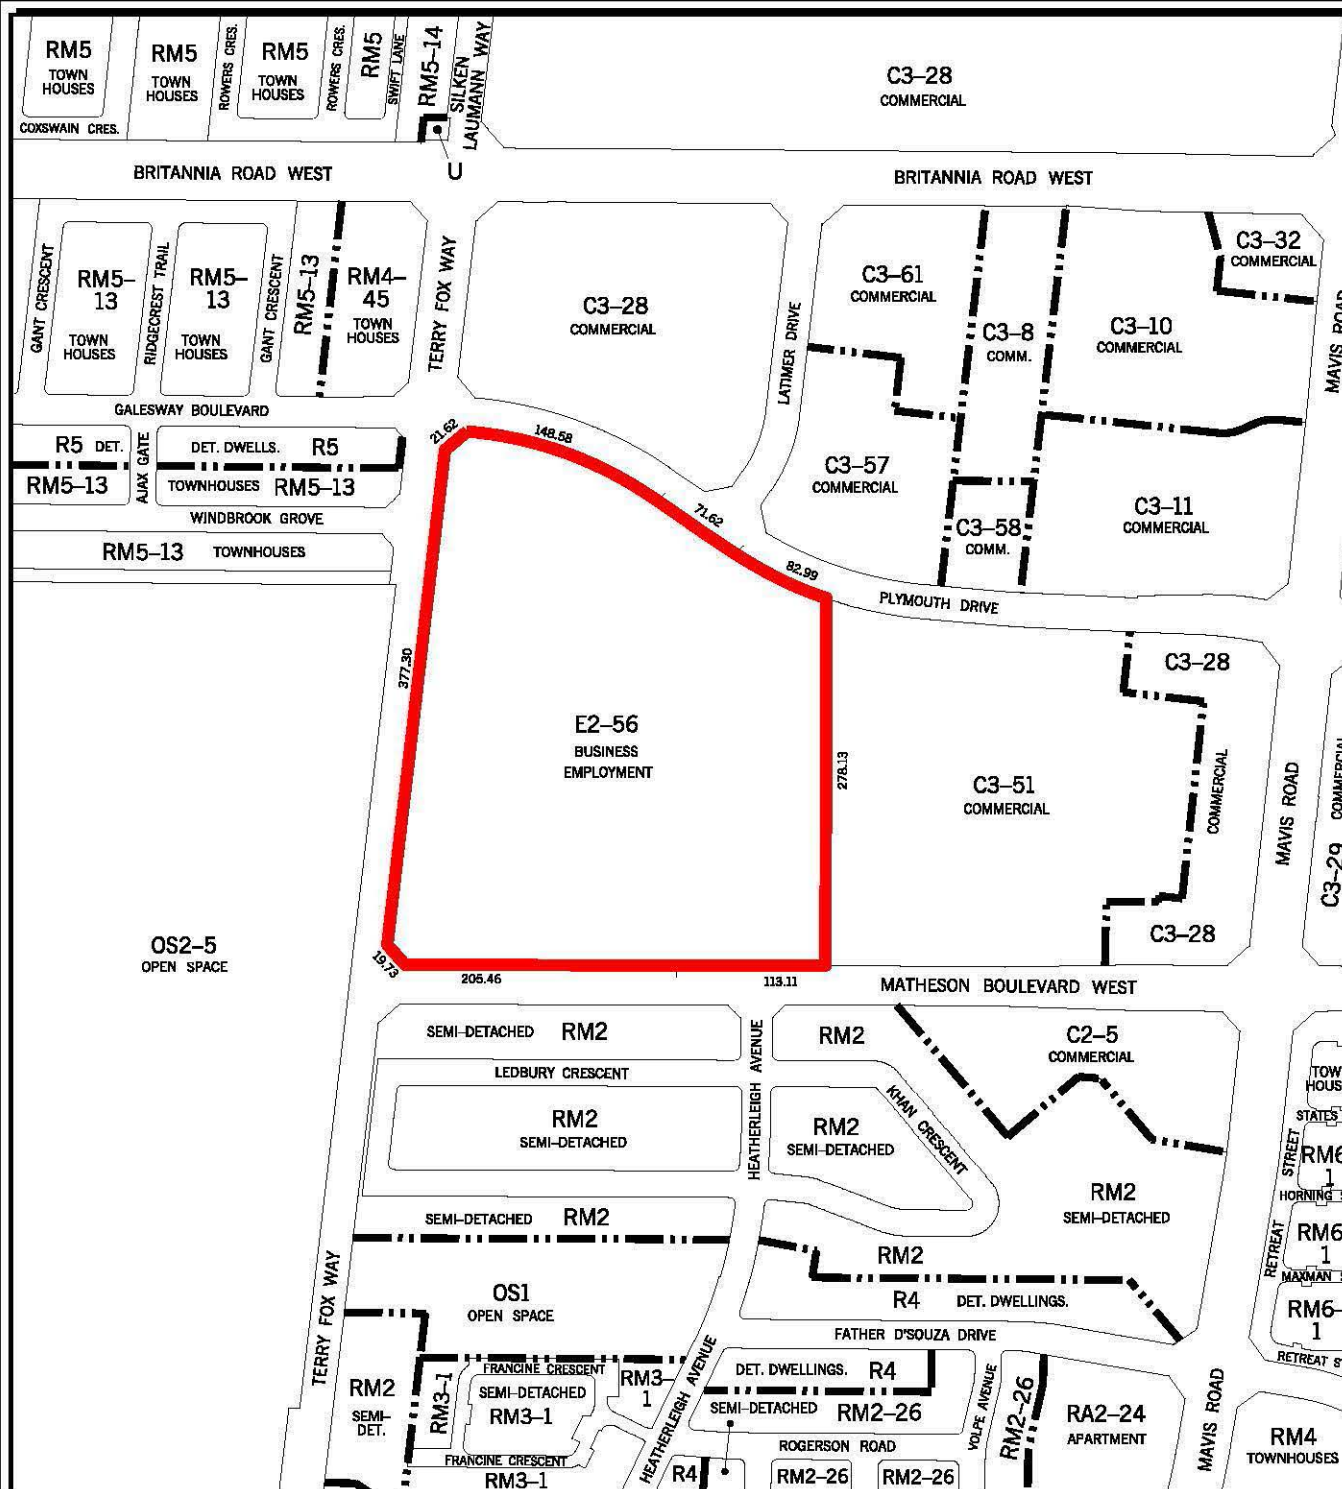 RM5
TOWN
HOUSES
RM5
TOWN
HOUSES
ROWERS CRES.
RM5
TOWN
HOUSES
ROWERS CRES.
RM5
SWIFT LANE
RM5–14
SILKEN
LAUMANN WAY
C3–28
COMMERCIAL
COXSWAIN CRES.
U
BRITANNIA ROAD WEST
BRITANNIA ROAD WEST
GANT CRESCENT
RM5–
13
TOWN
HOUSES
RIDGECREST TRAIL
RM5–
13
TOWN
HOUSES
GANT CRESCENT
RM5–13
RM4–
45
TOWN
HOUSES
TERRY FOX WAY
C3–28
COMMERCIAL
LATIMER DRIVE
C3–61
COMMERCIAL
C3–8
COMM.
C3–10
COMMERCIAL
C3–32
COMMERCIAL
GALESWAY BOULEVARD
R5 DET.
AJAX GATE
DET. DWELLS. R5
RM5–13
TOWNHOUSES RM5–13
WINDBROOK GROVE
RM5–13 TOWNHOUSES
21.62
148.58
71.62
82.99
C3–57
COMMERCIAL
C3–58
COMM.
C3–11
COMMERCIAL
PLYMOUTH DRIVE
377.30
E2–56
BUSINESS
EMPLOYMENT
278.13
C3–51
COMMERCIAL
C3–28
COMMERCIAL
MAVIS ROAD
C3–29
C3–28
OS2–5
OPEN SPACE
19.73
205.46
113.11
MATHESON BOULEVARD WEST
SEMI–DETACHED RM2
HEATHERLEIGH AVENUE
RM2
C2–5
COMMERCIAL
LEDBURY CRESCENT
RM2
SEMI–DETACHED
RM2
SEMI–DETACHED
KHAN CRESCENT
RM2
SEMI–DETACHED
STATES
STREET
HORNING
RETREAT
MAXMAN
RM6–
1
RETREAT
SEMI–DETACHED RM2
RM2
R4 DET. DWELLINGS.
FATHER D'SOUZA DRIVE
OS1
OPEN SPACE
TERRY FOX WAY
RM2
SEMI–
DET.
RM3–1
FRANCINE CRESCENT
SEMI–DETACHED
RM3–1
FRANCINE CRESCENT
RM3–1
RM3–
1
HEATHERLEIGH AVENUE
DET. DWELLINGS. R4
SEMI–DETACHED RM2–26
ROGERSON ROAD
R4
RM2–26
RM2–26
VOLPE AVENUE
RM2–26
RA2–24
APARTMENT
MAVIS ROAD
RM4
TOWNHOUSES